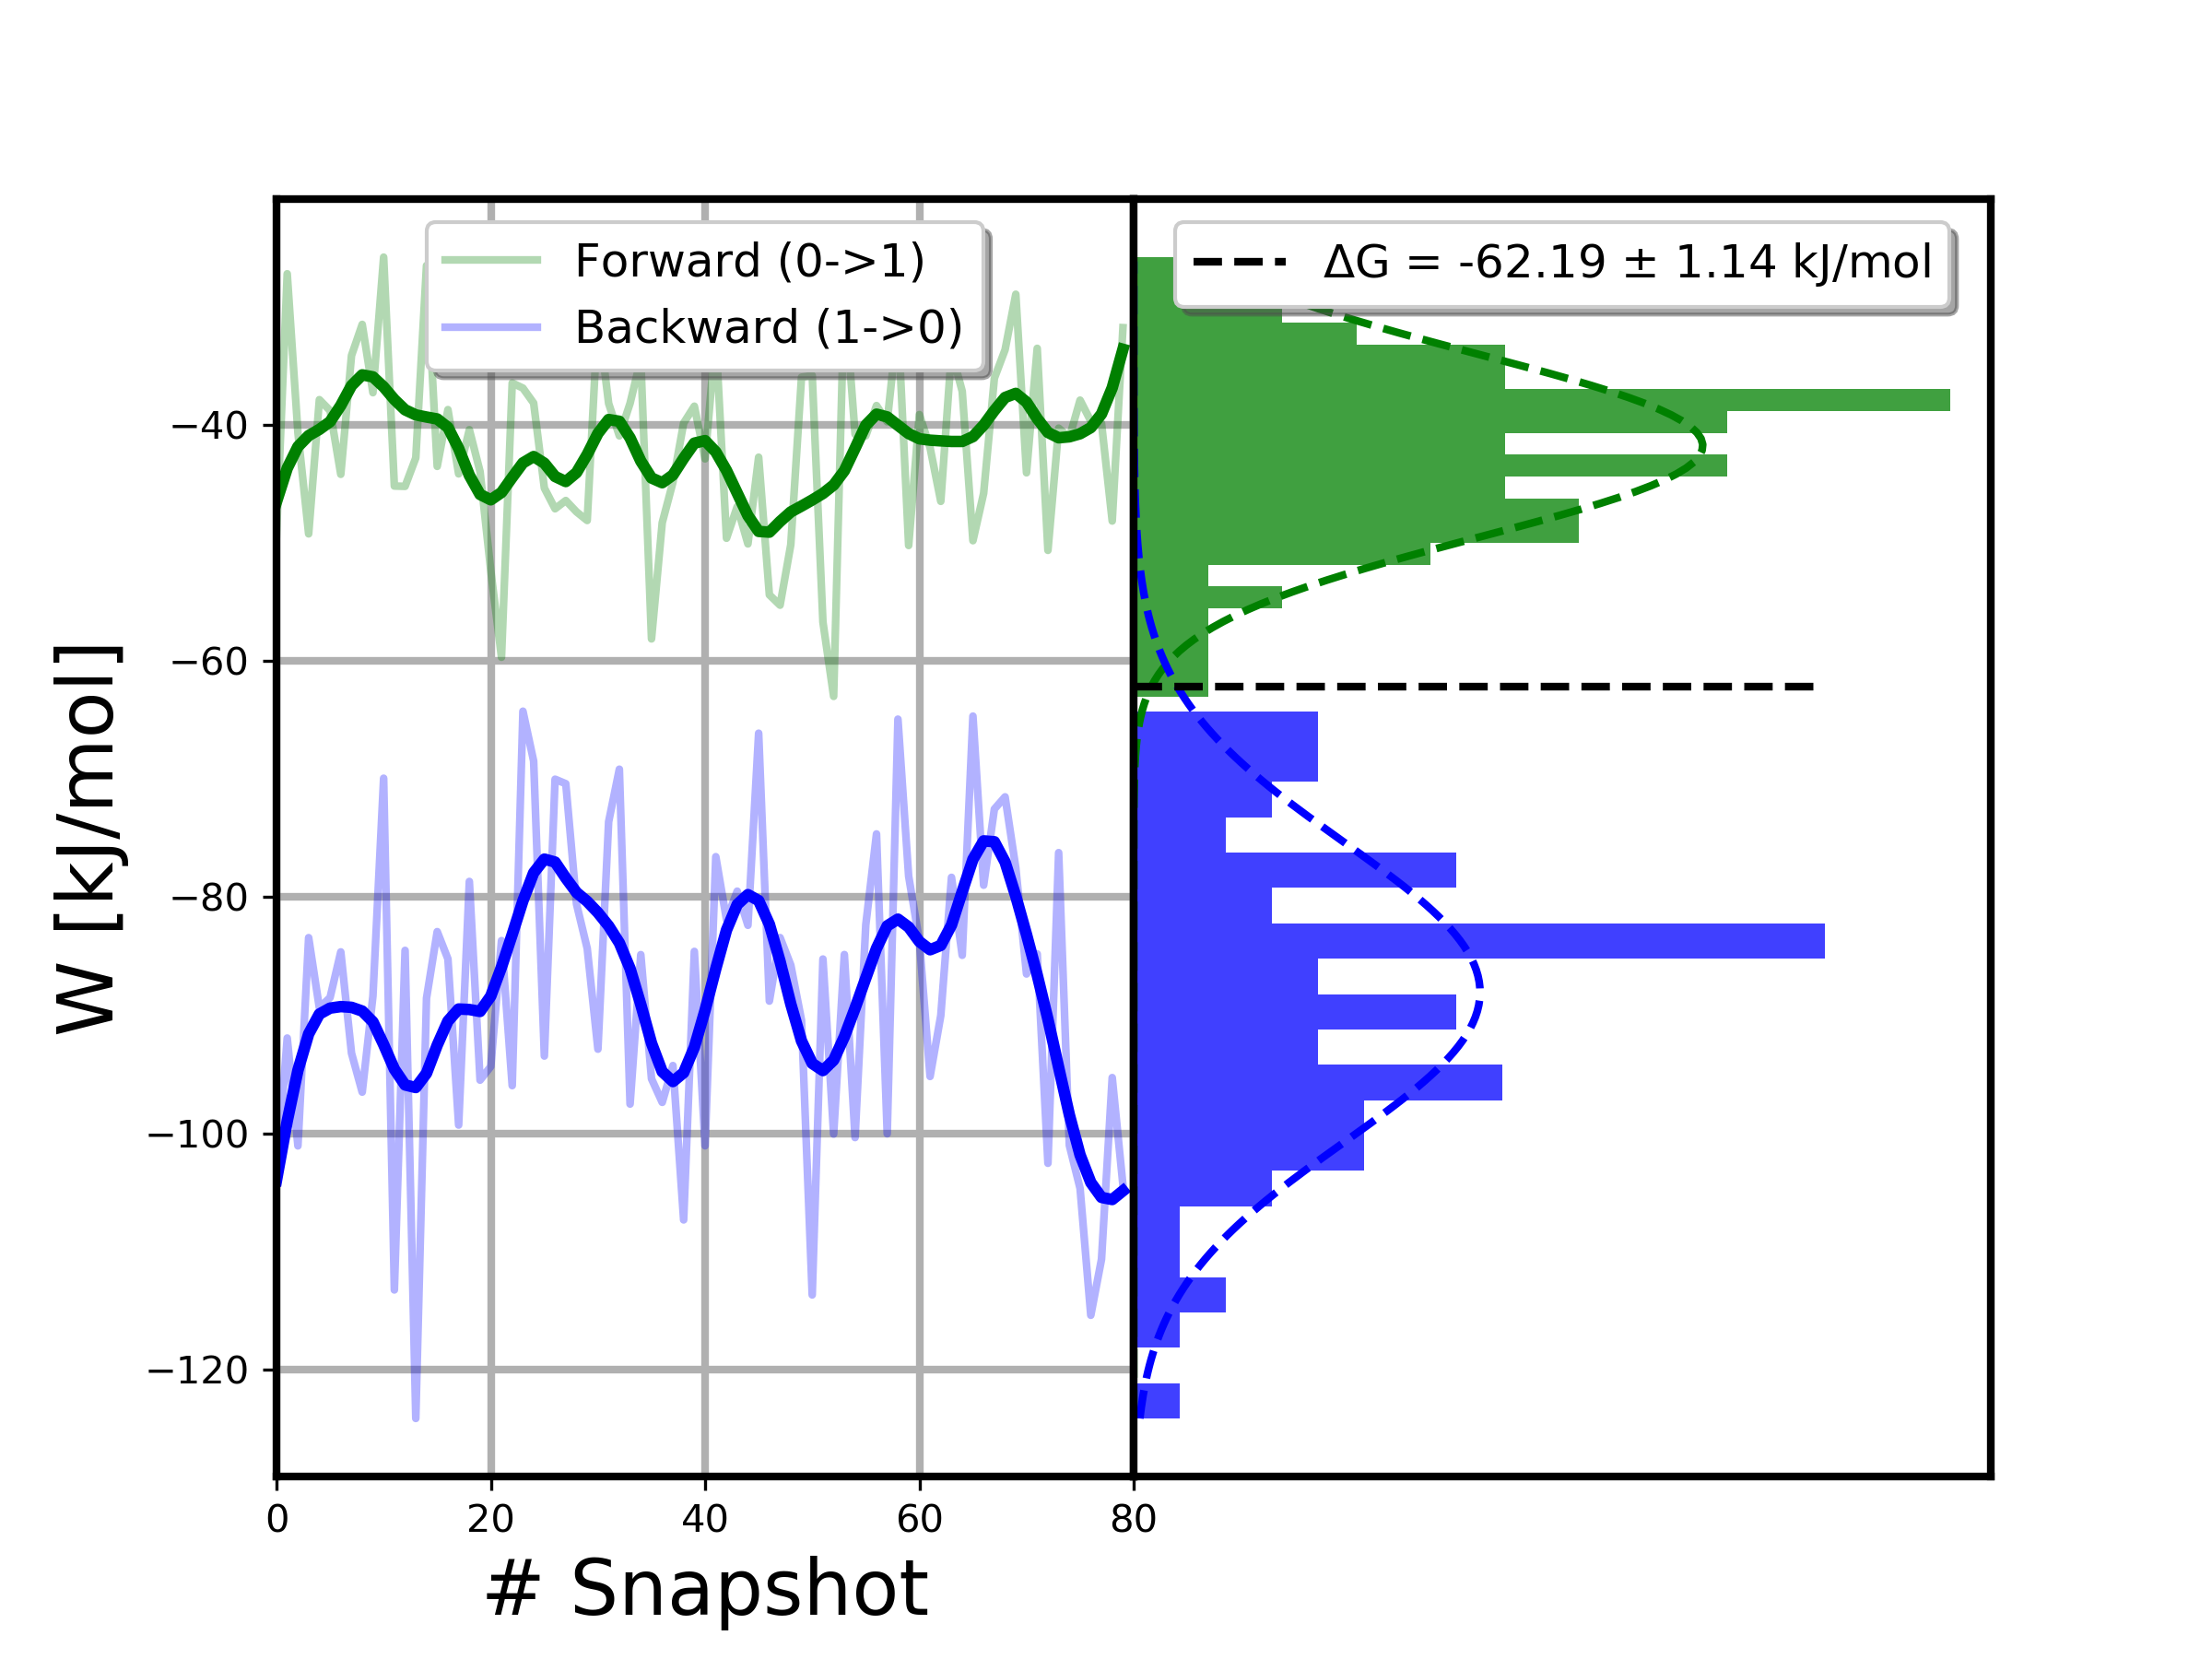 Forward (0->1)
Backward (1->0)
ΔG = -62.19 ± 1.14 kJ/mol
W [kJ/mol]
−40
−60
−80
−100
−120
0 20 40 60 80
# Snapshot